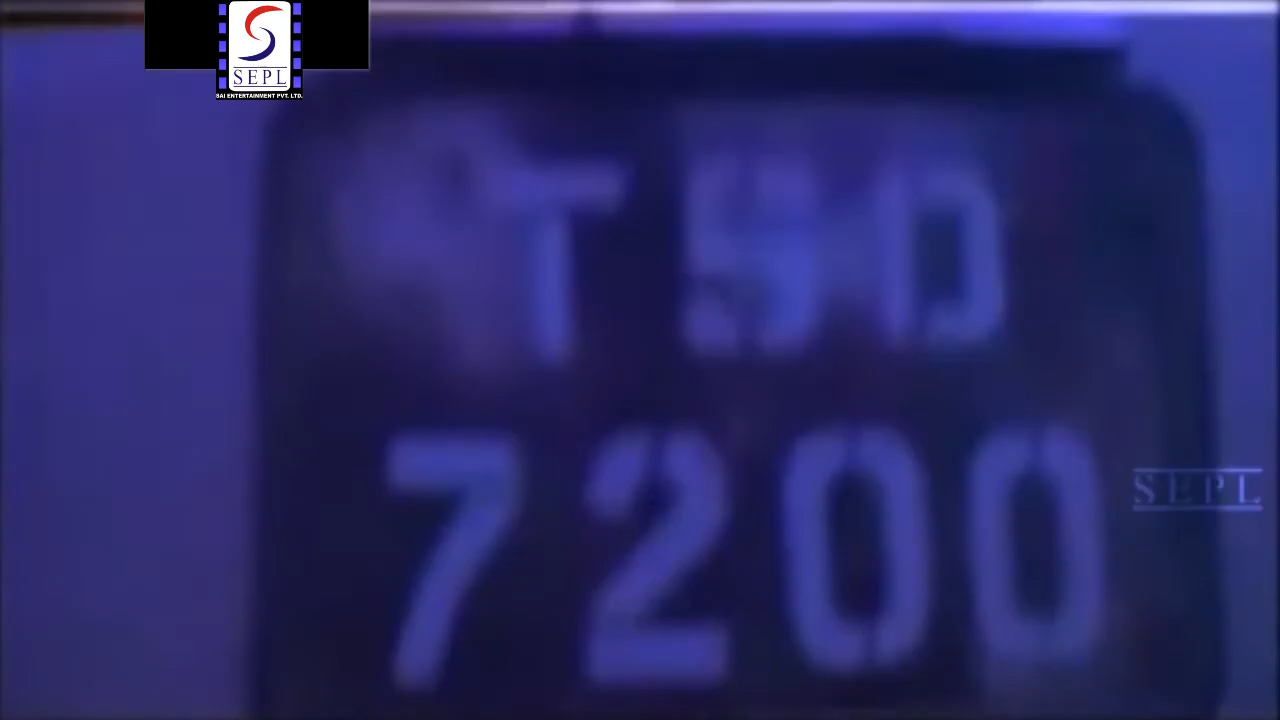 SEPL
SAI ENTERTAINMENT PVT. LTD.
T S D
7200
SEPL